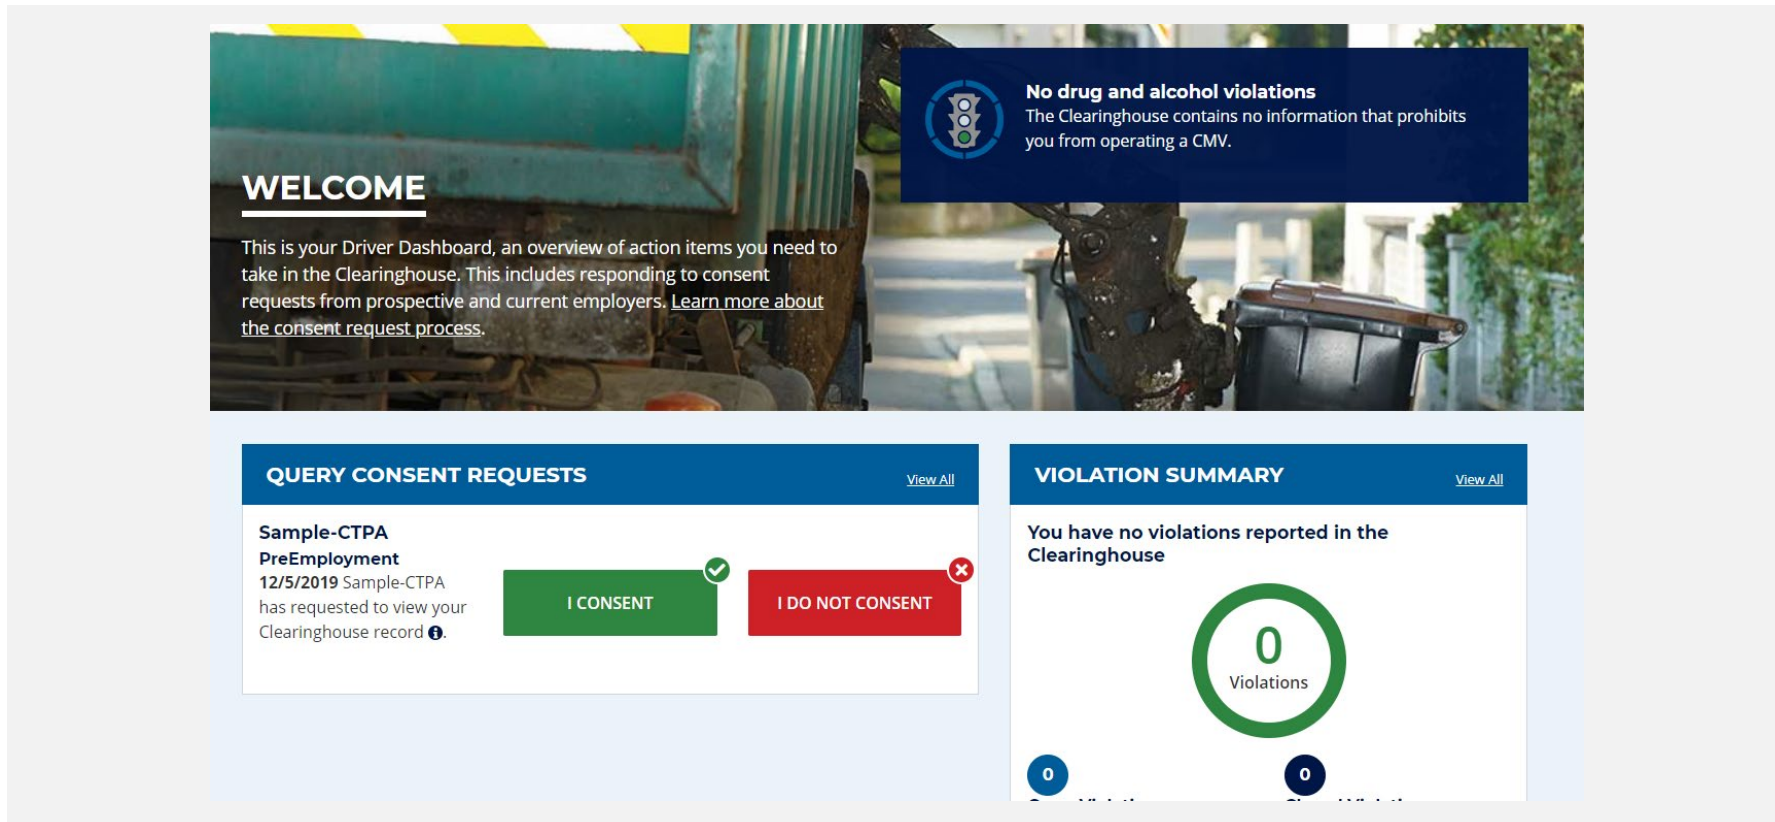 No drug and alcohol violations
The Clearinghouse contains no information that prohibits
you from operating a CMV.
WELCOME
This is your Driver Dashboard, an overview of action items you need to
take in the Clearinghouse. This includes responding to consent
requests from prospective and current employers. Learn more about
the consent request process.
QUERY CONSENT REQUESTS
View All
Sample-CTPA
PreEmployment
12/5/2019 Sample-CTPA
has requested to view your
Clearinghouse record
I CONSENT
I DO NOT CONSENT
VIOLATION SUMMARY
View All
You have no violations reported in the
Clearinghouse
0
Violations
0
0